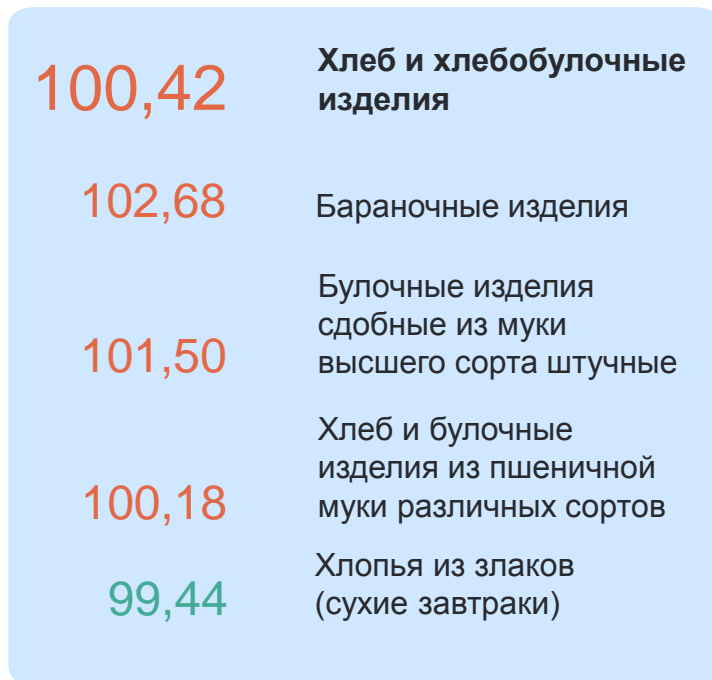 100,42
Хлеб и хлебобулочные
изделия
102,68
Бараночные изделия
101,50
Булочные изделия
сдобные из муки
высшего сорта штучные
100,18
Хлеб и булочные
изделия из пшеничной
муки различных сортов
99,44
Хлопья из злаков
(сухие завтраки)